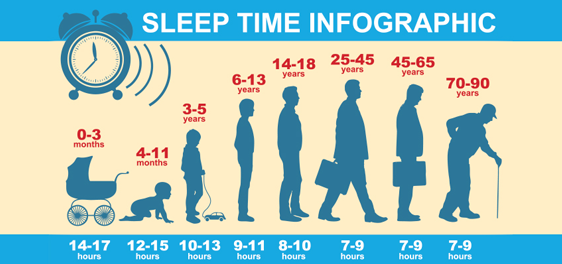 SLEEP TIME INFOGRAPHIC
0-3
months
4-11
months
3-5
years
6-13
years
14-18
years
25-45
years
45-65
years
70-90
years
14-17
hours
12-15
hours
10-13
hours
9-11
hours
8-10
hours
7-9
hours
7-9
hours
7-9
hours